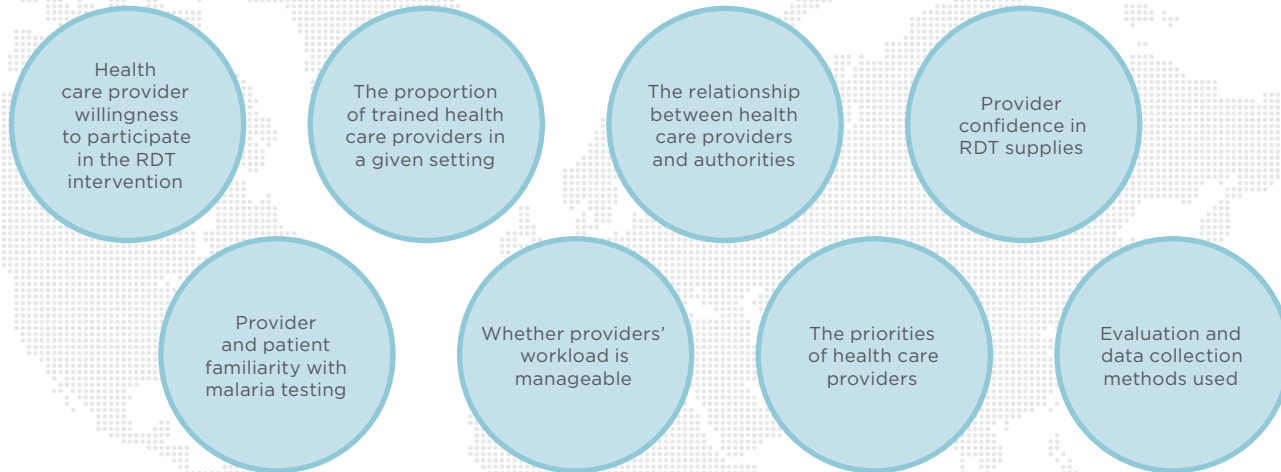 Health
care provider
willingness
to participate
in the RDT
intervention
The proportion
of trained health
care providers in
a given setting
The relationship
between health
care providers
and authorities
Provider
confidence in
RDT supplies
Provider
and patient
familiarity with
malaria testing
Whether providers’
workload is
manageable
The priorities
of health care
providers
Evaluation and
data collection
methods used